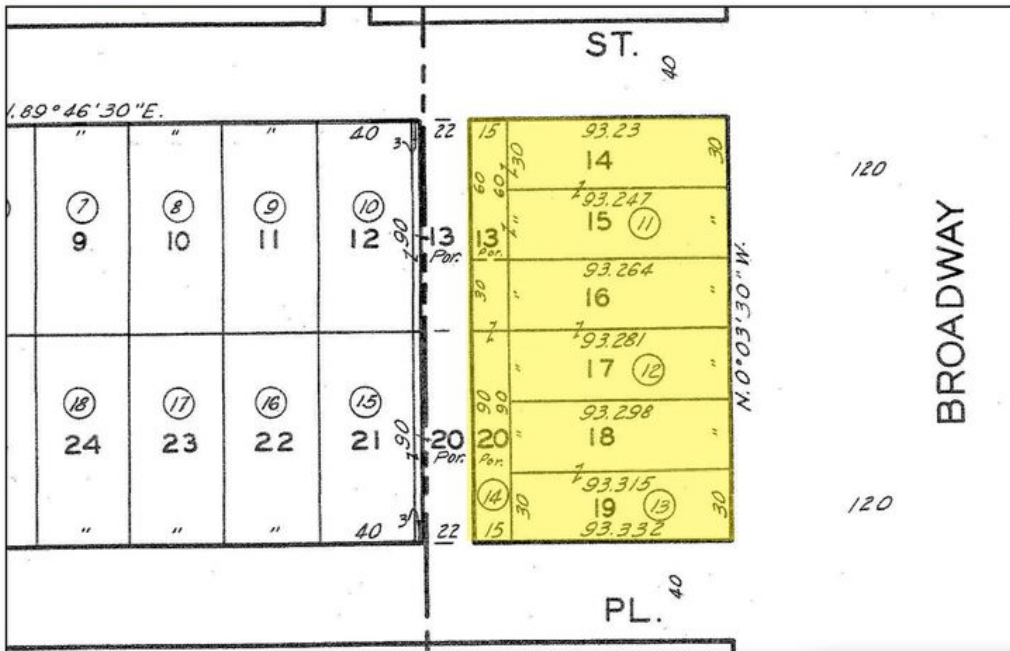 ST.
40
.89°46'30"E.
" " " 40 3 22 15 93.23
14
30 30
60 60
120
93.247
7 8 9 10
9 10 11 12 90 13 13 15 11
Por. Por.
" "
93.264
30 16
" "
N.0°03'30"W.
BROADWAY
93.281
17 12
" "
18 17 16 15
90 90
93.298
24 23 22 21 90 20 20 18
Por. Por.
" "
93.315
14 30 19 13 30
" " " 40 3 22 15 93.332
120
PL.
40